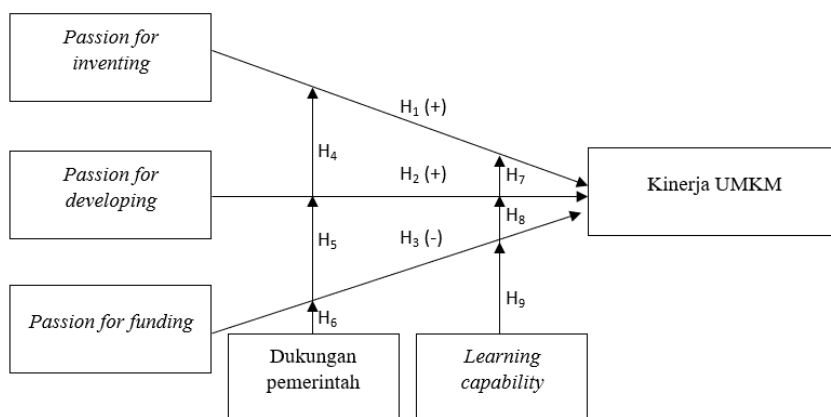 Passion for
inventing
H1 (+)
H4
H2 (+)
H7
Passion for
developing
Kinerja UMKM
H8
H5
H3 (-)
H9
Passion for funding
H6
Dukungan
pemerintah
Learning
capability